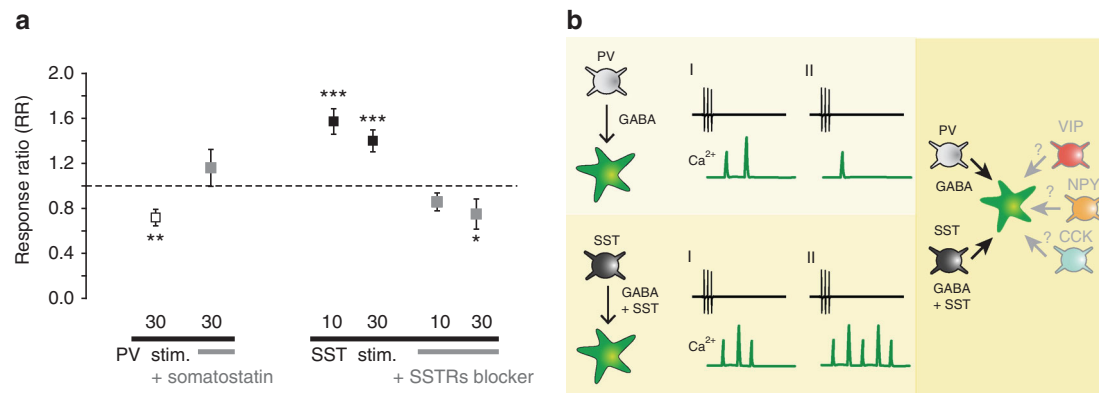 a
Response ratio (RR)
2.0
1.6
1.2
0.8
0.4
0.0
**
***
***
*
30 30 10 30 10 30
PV stim. SST stim.
+ somatostatin + SSTRs blocker
b
PV
GABA
I II
Ca2+
SST
GABA
+ SST
I II
Ca2+
PV
GABA
SST
GABA
+ SST
VIP
?
NPY
?
CCK
?